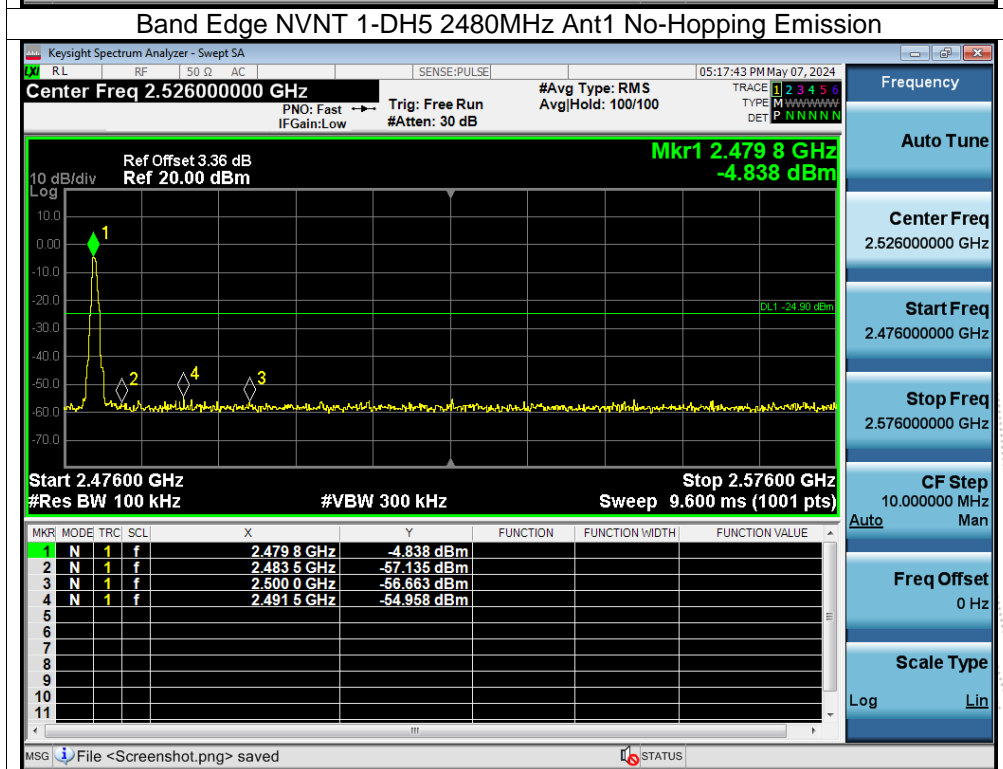 Band Edge NVNT 1-DH5 2480MHz Ant1 No-Hopping Emission
Keysight Spectrum Analyzer - Swept SA
LXI RL RF 50 Ω AC SENSE:PULSE 05:17:43 PM May 07, 2024
Center Freq 2.526000000 GHz #Avg Type: RMS TRACE 1 2 3 4 5 6
PNO: Fast Trig: Free Run Avg|Hold: 100/100 TYPE M WWWWW
IFGain:Low #Atten: 30 dB DET P N N N N N
Frequency
Auto Tune
Mkr1 2.479 8 GHz
Ref Offset 3.36 dB
10 dB/div Ref 20.00 dBm -4.838 dBm
Log
10.0
0.00
-10.0
-20.0
-30.0
-40.0
-50.0
-60.0
-70.0
1
2
4
3
DL1 -24.90 dBm
Start 2.47600 GHz Stop 2.57600 GHz
#Res BW 100 kHz #VBW 300 kHz Sweep 9.600 ms (1001 pts)
Center Freq
2.526000000 GHz
Start Freq
2.476000000 GHz
Stop Freq
2.576000000 GHz
CF Step
10.000000 MHz
Auto Man
Freq Offset
0 Hz
Scale Type
Log Lin
MKR MODE TRC SCL X Y FUNCTION FUNCTION WIDTH FUNCTION VALUE
1 N 1 f 2.479 8 GHz -4.838 dBm
2 N 1 f 2.483 5 GHz -57.135 dBm
3 N 1 f 2.500 0 GHz -56.663 dBm
4 N 1 f 2.491 5 GHz -54.958 dBm
5
6
7
8
9
10
11
MSG File <Screenshot.png> saved STATUS